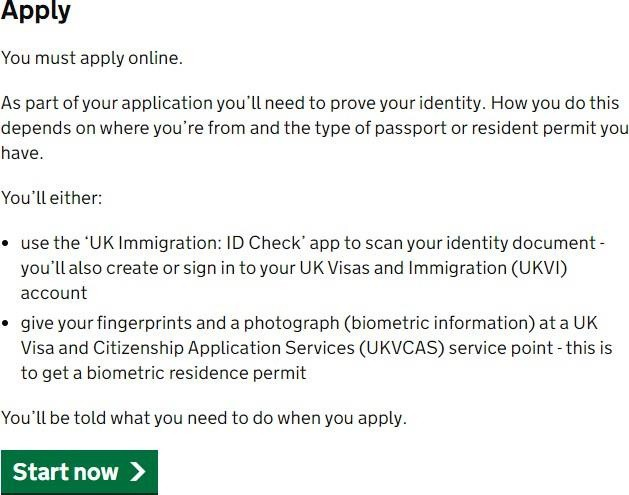 Apply
You must apply online.
As part of your application you’ll need to prove your identity. How you do this
depends on where you’re from and the type of passport or resident permit you
have.
You’ll either:
• use the ‘UK Immigration: ID Check’ app to scan your identity document -
you’ll also create or sign in to your UK Visas and Immigration (UKVI)
account
• give your fingerprints and a photograph (biometric information) at a UK
Visa and Citizenship Application Services (UKVCAS) service point - this is
to get a biometric residence permit
You’ll be told what you need to do when you apply.
Start now